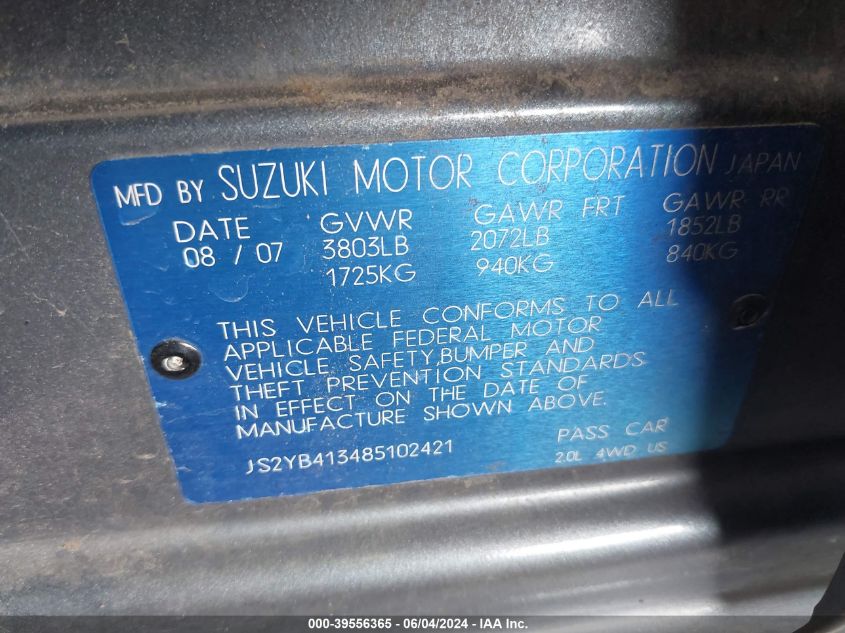 MFD BY SUZUKI MOTOR CORPORATION JAPAN
DATE GVWR GAWR FRT GAWR RR
08 / 07 3803LB 2072LB 1852LB
1725KG 940KG 840KG
THIS VEHICLE CONFORMS TO ALL
APPLICABLE FEDERAL MOTOR
VEHICLE SAFETY,BUMPER AND
THEFT PREVENTION STANDARDS
IN EFFECT ON THE DATE OF
MANUFACTURE SHOWN ABOVE.
JS2YB413485102421 PASS CAR
2.0L 4WD US
000-39556365 - 06/04/2024 - IAA Inc.